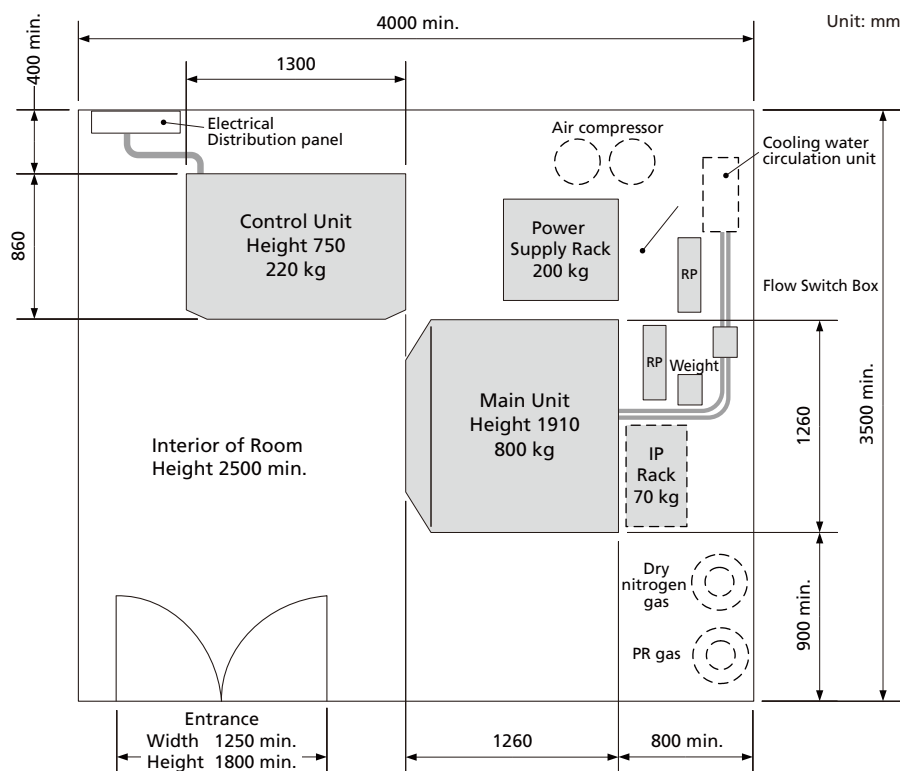 4000 min.
Unit: mm
400 min.
1300
Electrical
Distribution panel
Air compressor
Cooling water
circulation unit
860
Control Unit
Height 750
220 kg
Power
Supply Rack
200 kg
RP
Flow Switch Box
RP
Weight
Main Unit
Height 1910
800 kg
1260
3500 min.
Interior of Room
Height 2500 min.
IP
Rack
70 kg
Dry
nitrogen
gas
900 min.
PR gas
Entrance
Width 1250 min.
Height 1800 min.
1260
800 min.